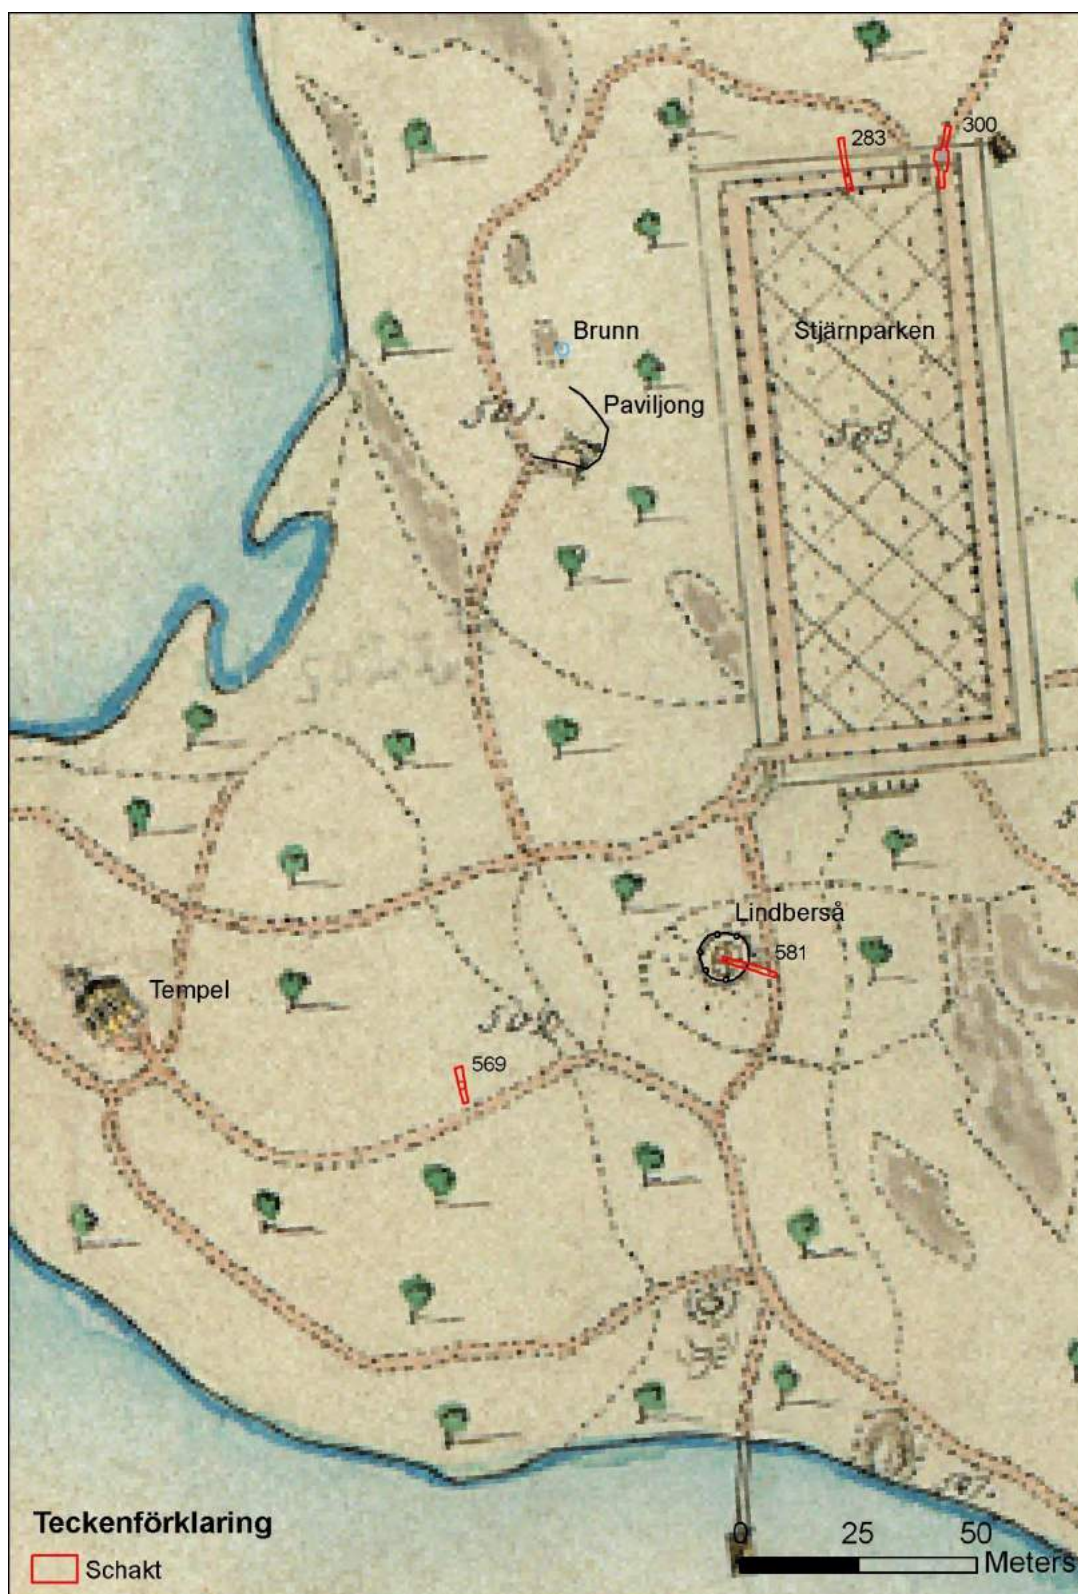 283
300
Brunn
Stjärnparken
Paviljong
Lindberså
581
Tempel
569
Teckenförklaring
Schakt
0 25 50
Meters